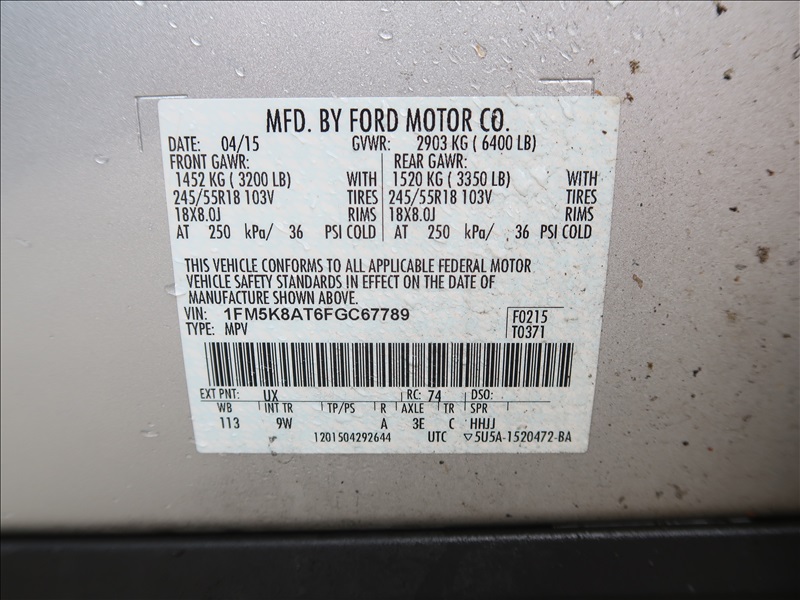 MFD. BY FORD MOTOR CO.
DATE: 04/15 GVWR: 2903 KG ( 6400 LB)
FRONT GAWR: REAR GAWR:
1452 KG ( 3200 LB) WITH 1520 KG ( 3350 LB) WITH
245/55R18 103V TIRES 245/55R18 103V TIRES
18X8.0J RIMS 18X8.0J RIMS
AT 250 kPa/ 36 PSI COLD AT 250 kPa/ 36 PSI COLD
THIS VEHICLE CONFORMS TO ALL APPLICABLE FEDERAL MOTOR
VEHICLE SAFETY STANDARDS IN EFFECT ON THE DATE OF
MANUFACTURE SHOWN ABOVE.
VIN: 1FM5K8AT6FGC67789 F0215
TYPE: MPV T0371
EXT PNT: UX RC: 74 DSO:
WB INT TR TP/PS R AXLE TR SPR
113 9W A 3E C HHJJ
1201504292644 UTC ▽5U5A-1520472-BA